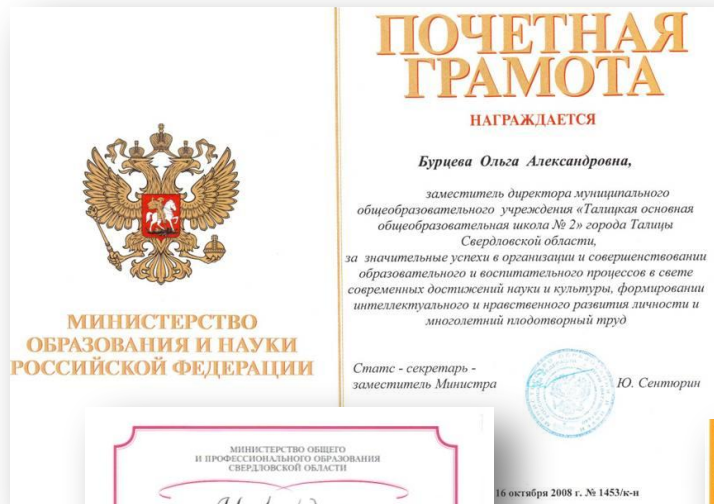 МИНИСТЕРСТВО
ОБРАЗОВАНИЯ И НАУКИ
РОССИЙСКОЙ ФЕДЕРАЦИИ
ПОЧЕТНАЯ
ГРАМОТА
НАГРАЖДАЕТСЯ
Бурцева Ольга Александровна,
заместитель директора муниципального
общеобразовательного учреждения «Талицкая основная
общеобразовательная школа № 2» города Талицы
Свердловской области,
за значительные успехи в организации и совершенствовании
образовательного и воспитательного процессов в свете
современных достижений науки и культуры, формировании
интеллектуального и нравственного развития личности и
многолетний плодотворный труд
Статс - секретарь -
заместитель Министра Ю. Сентюрин
16 октября 2008 г. № 1453/к-н
МИНИСТЕРСТВО ОБЩЕГО
И ПРОФЕССИОНАЛЬНОГО ОБРАЗОВАНИЯ
СВЕРДЛОВСКОЙ ОБЛАСТИ